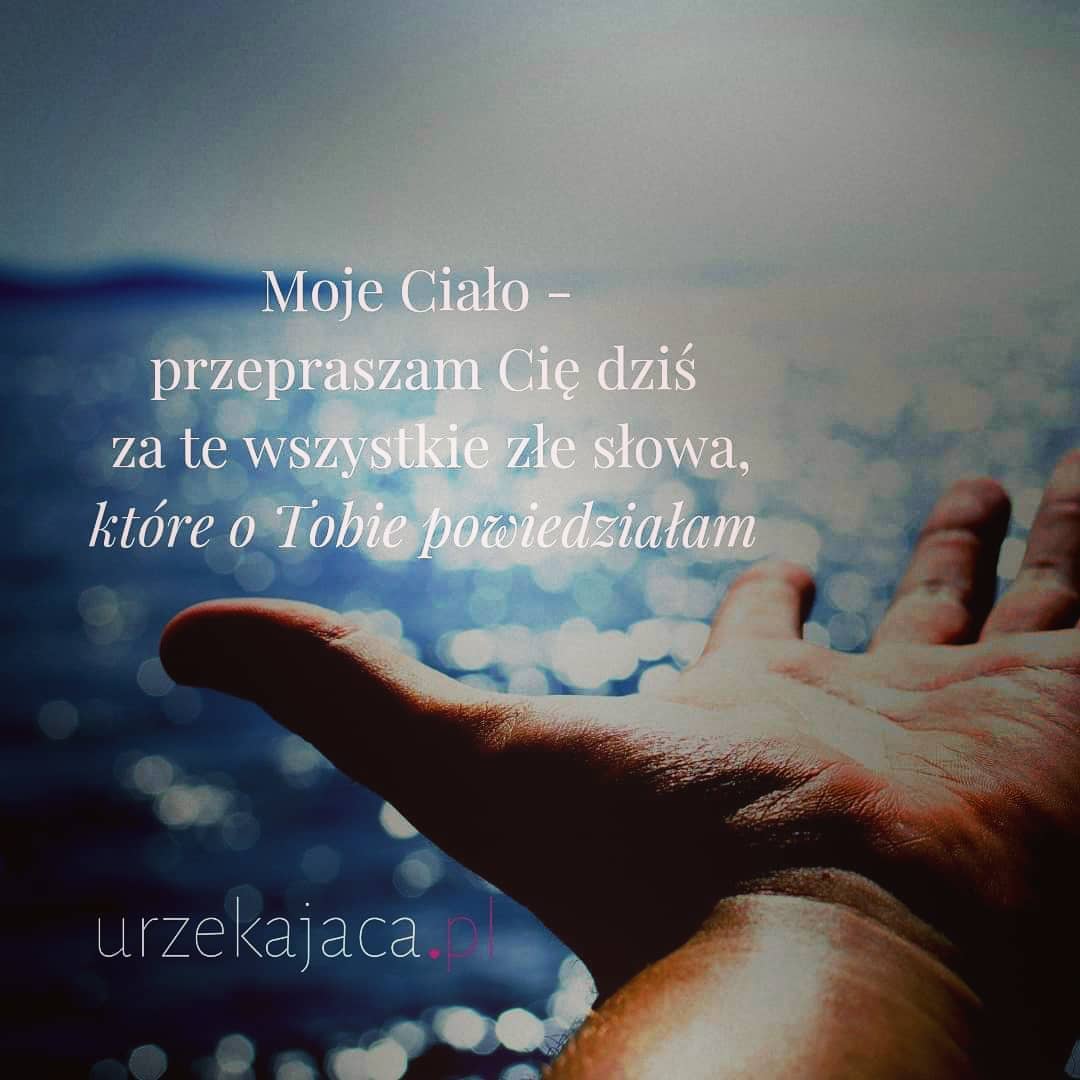 Moje Ciało -
przepraszam Cię dziś
za te wszystkie złe słowa,
które o Tobie powiedziałam
urzekajaca.pl